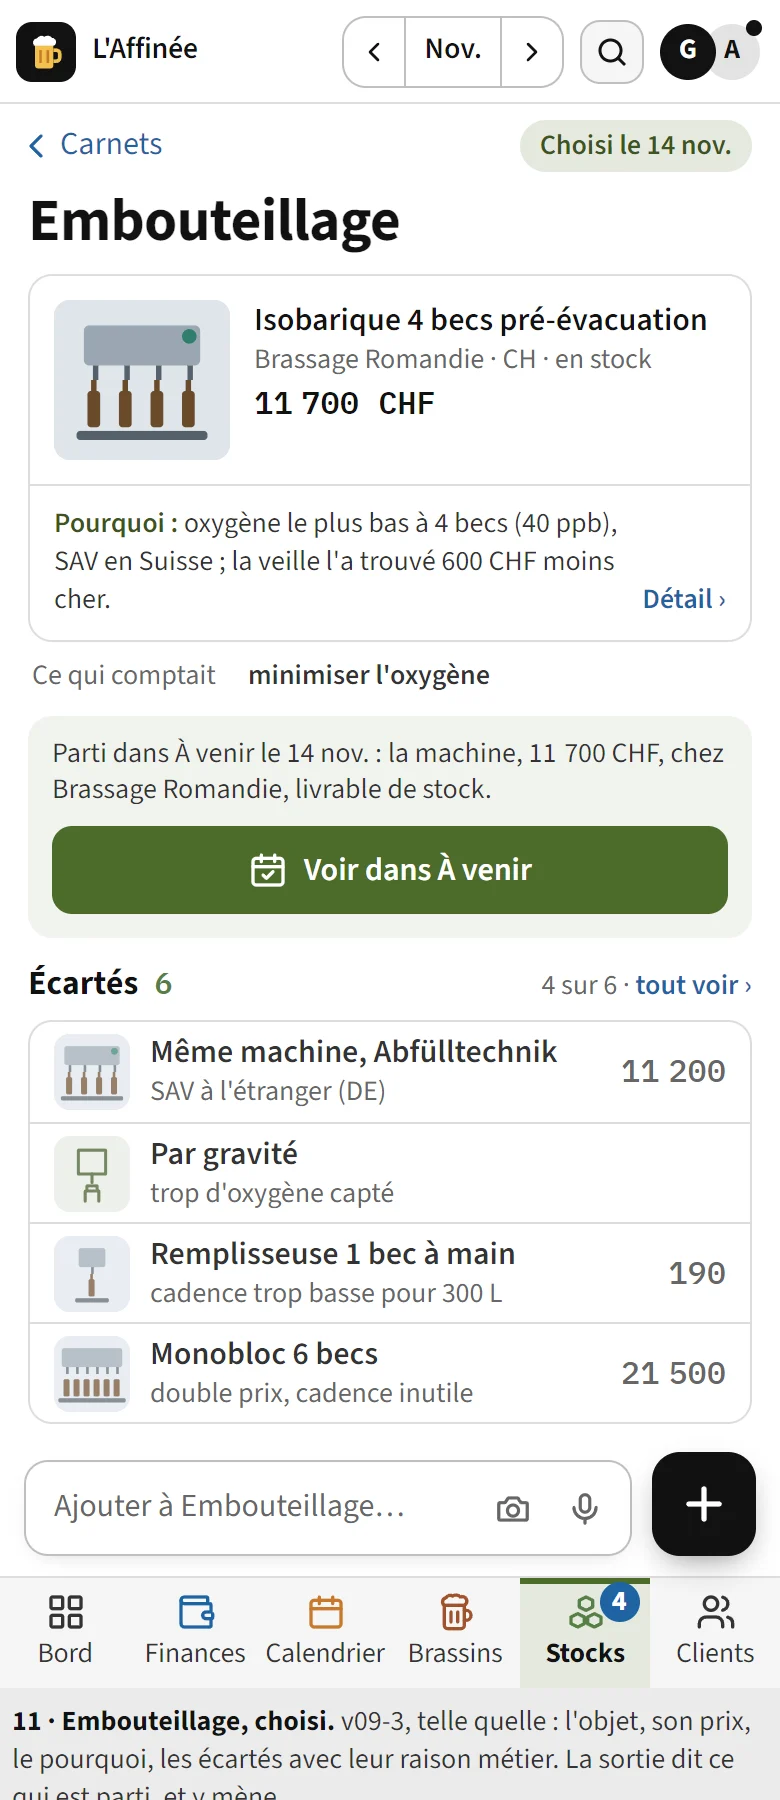 L'Affinée
Nov.
G
A
Carnets
Choisi le 14 nov.
Embouteillage
Isobarique 4 becs pré-évacuation
Brassage Romandie · CH · en stock
11 700 CHF
Pourquoi : oxygène le plus bas à 4 becs (40 ppb),
SAV en Suisse ; la veille l'a trouvé 600 CHF moins
cher.
Détail ›
Ce qui comptait minimiser l'oxygène
Parti dans À venir le 14 nov. : la machine, 11 700 CHF, chez
Brassage Romandie, livrable de stock.
Voir dans À venir
Écartés 6
4 sur 6 · tout voir ›
Même machine, Abfülltechnik
SAV à l'étranger (DE)
11 200
Par gravité
trop d'oxygène capté
Remplisseuse 1 bec à main
cadence trop basse pour 300 L
190
Monobloc 6 becs
double prix, cadence inutile
21 500
Ajouter à Embouteillage…
Bord
Finances
Calendrier
Brassins
4
Stocks
Clients
11 · Embouteillage, choisi. v09-3, telle quelle : l'objet, son prix,
le pourquoi, les écartés avec leur raison métier. La sortie dit ce
qui est parti, et y mène.